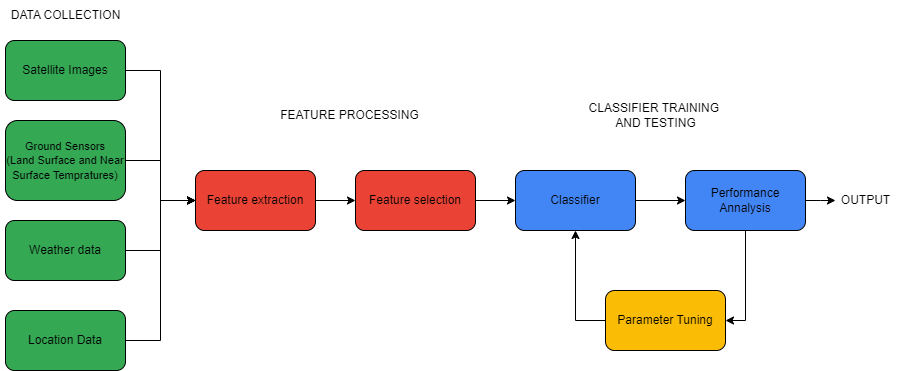 DATA COLLECTION
Satellite Images
Ground Sensors
(Land Surface and Near
Surface Tempratures)
Weather data
Location Data
FEATURE PROCESSING
Feature extraction
Feature selection
CLASSIFIER TRAINING
AND TESTING
Classifier
Performance
Annalysis
OUTPUT
Parameter Tuning